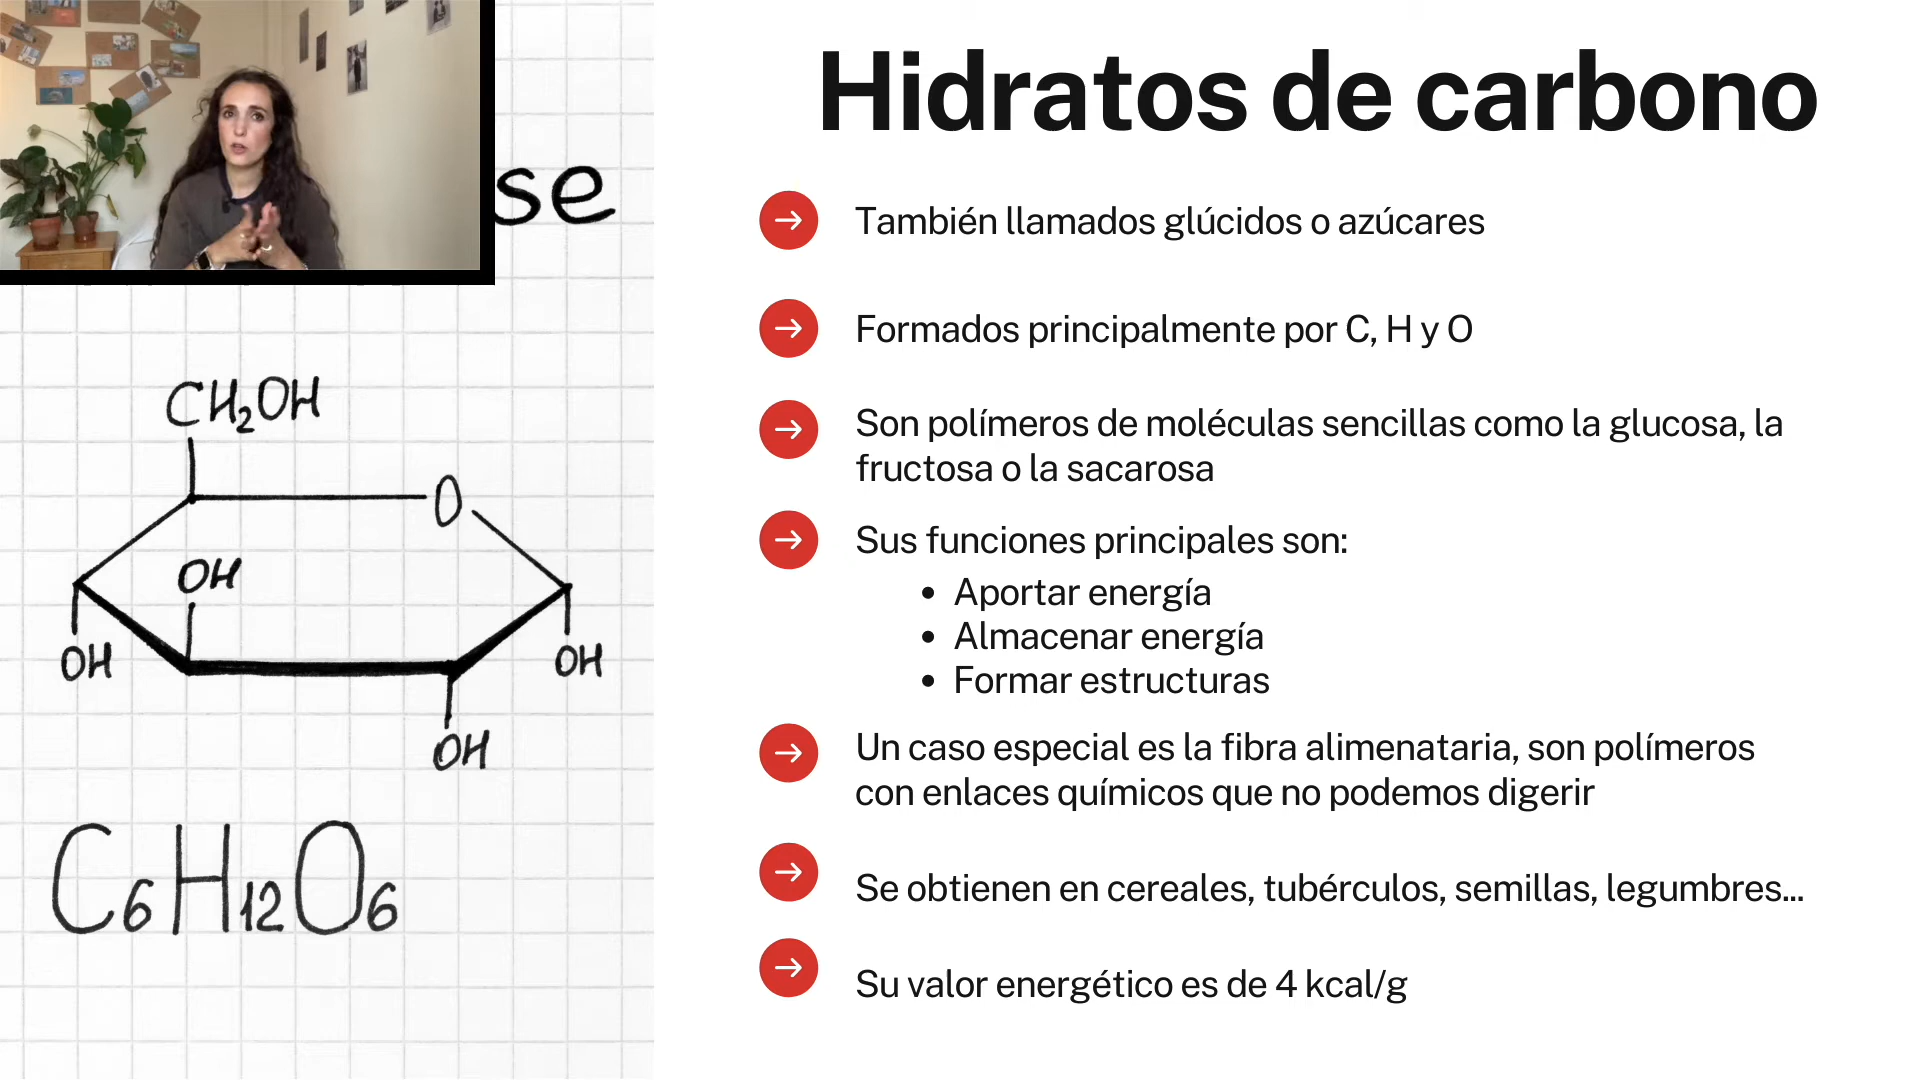 Hidratos de carbono
se
También llamados glúcidos o azúcares
Formados principalmente por C, H y O
Son polímeros de moléculas sencillas como la glucosa, la
fructosa o la sacarosa
Sus funciones principales son:
• Aportar energía
• Almacenar energía
• Formar estructuras
Un caso especial es la fibra alimenataria, son polímeros
con enlaces químicos que no podemos digerir
Se obtienen en cereales, tubérculos, semillas, legumbres...
Su valor energético es de 4 kcal/g
CH₂OH
O
OH
OH
OH
OH
C₆H₁₂O₆